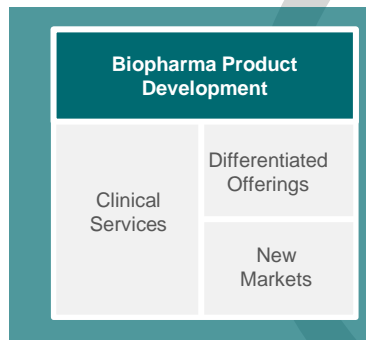 Biopharma Product
Development
Clinical
Services
Differentiated
Offerings
New
Markets